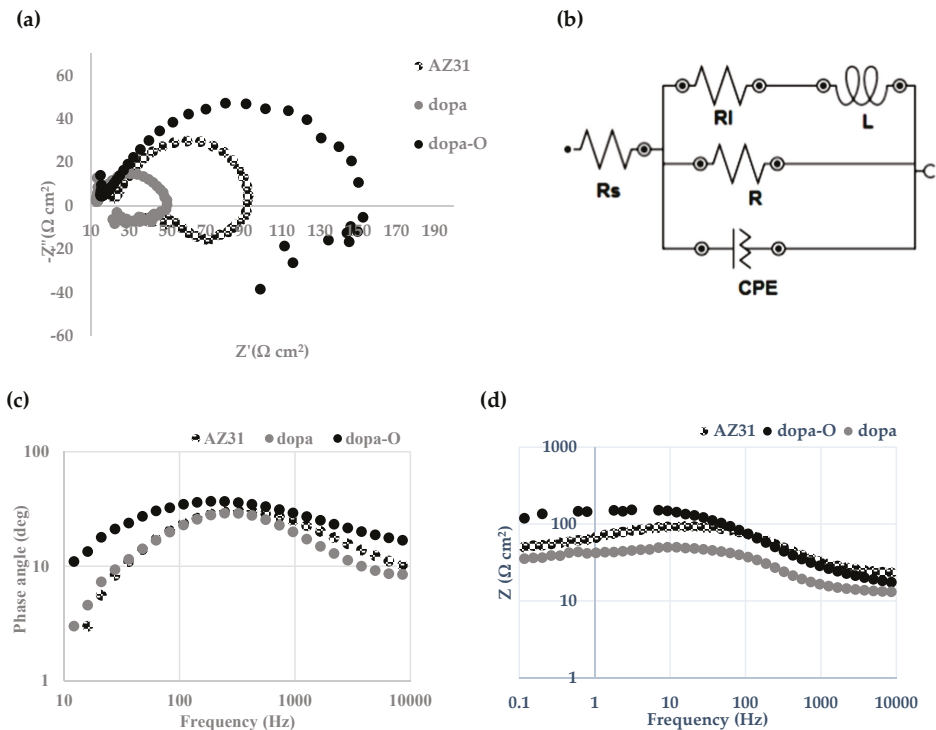 (a)
60
40
20
0
-20
-40
-60
10 30 50 70 90 110 130 150 170 190
-Z"(Ω cm²)
Z'(Ω cm²)
AZ31
dopa
dopa-O
(b)
Rs
Rl
L
R
CPE
(c)
AZ31 dopa dopa-O
100
10
1
10 100 1000 10000
Phase angle (deg)
Frequency (Hz)
(d)
AZ31 dopa-O dopa
1000
100
10
1
0.1 1 10 100 1000 10000
Z (Ω cm²)
Frequency (Hz)